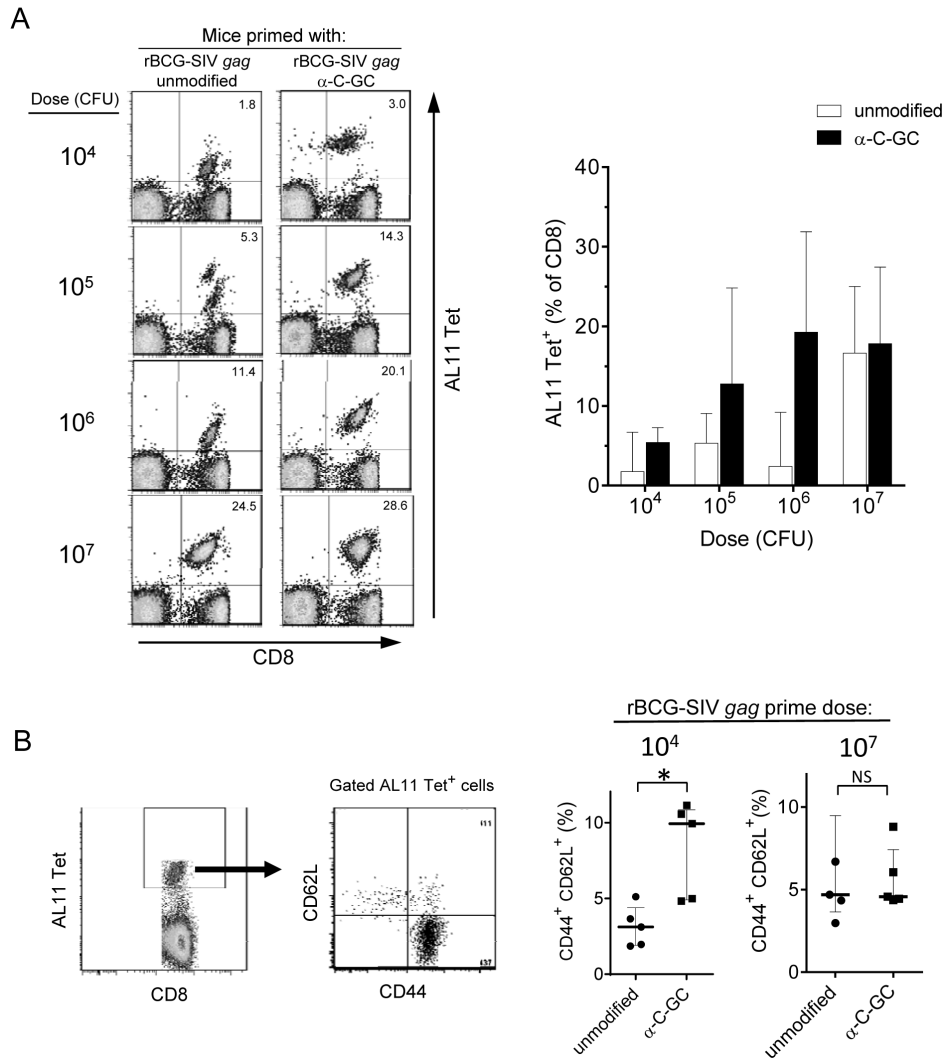 A
Mice primed with:
rBCG-SIV gag unmodified
rBCG-SIV gag α-C-GC
Dose (CFU)
10⁴
1.8
3.0
10⁵
5.3
14.3
10⁶
11.4
20.1
10⁷
24.5
28.6
AL11 Tet
CD8
unmodified
α-C-GC
AL11 Tet⁺ (% of CD8)
40
30
20
10
0
10⁴ 10⁵ 10⁶ 10⁷
Dose (CFU)
B
AL11 Tet
CD8
Gated AL11 Tet⁺ cells
CD62L
CD44
rBCG-SIV gag prime dose:
10⁴
CD44⁺ CD62L⁺ (%)
10
5
0
*
unmodified
α-C-GC
10⁷
CD44⁺ CD62L⁺ (%)
10
5
0
NS
unmodified
α-C-GC